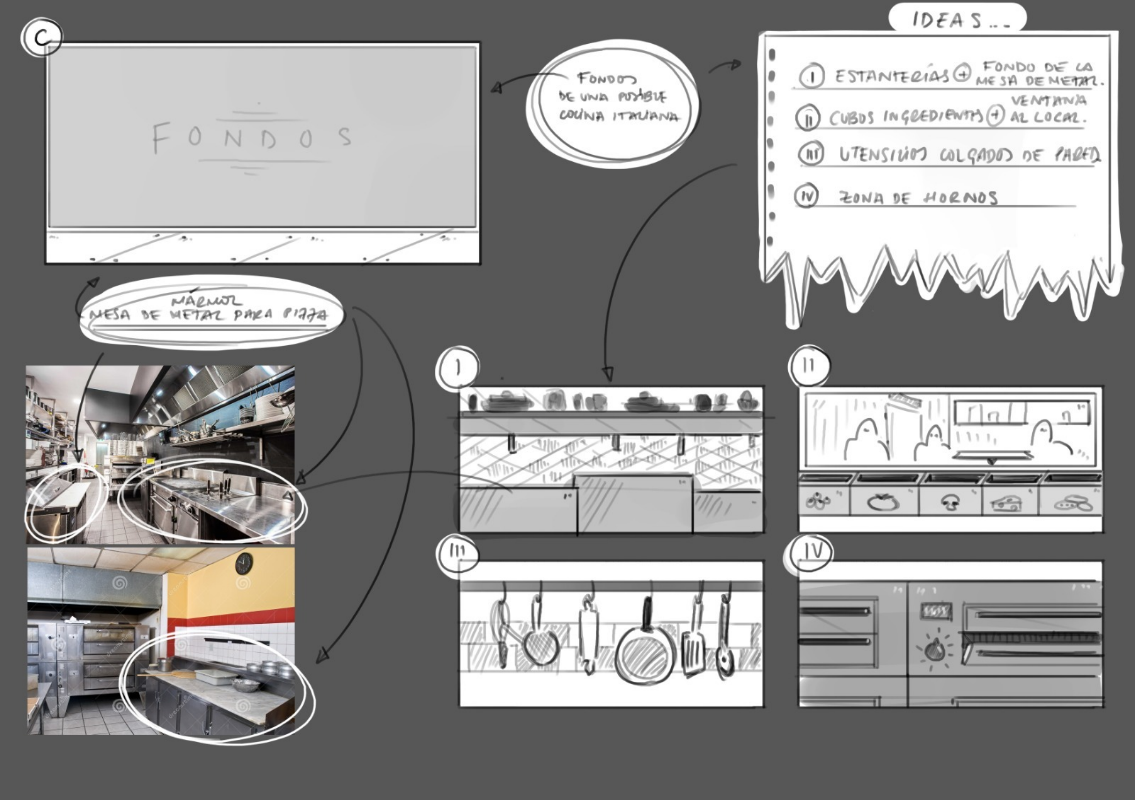 C
FONDOS
FONDOS
DE UNA POSIBLE
COCINA ITALIANA
IDEAS...
I ESTANTERÍAS + FONDO DE LA
MESA DE METAL.
II CUBOS INGREDIENTES + VENTANA
AL LOCAL.
III UTENSILIOS COLGADOS DE PARED
IV ZONA DE HORNOS
MÁRMOL
MESA DE METAL PARA PIZZA
I
II
III
IV